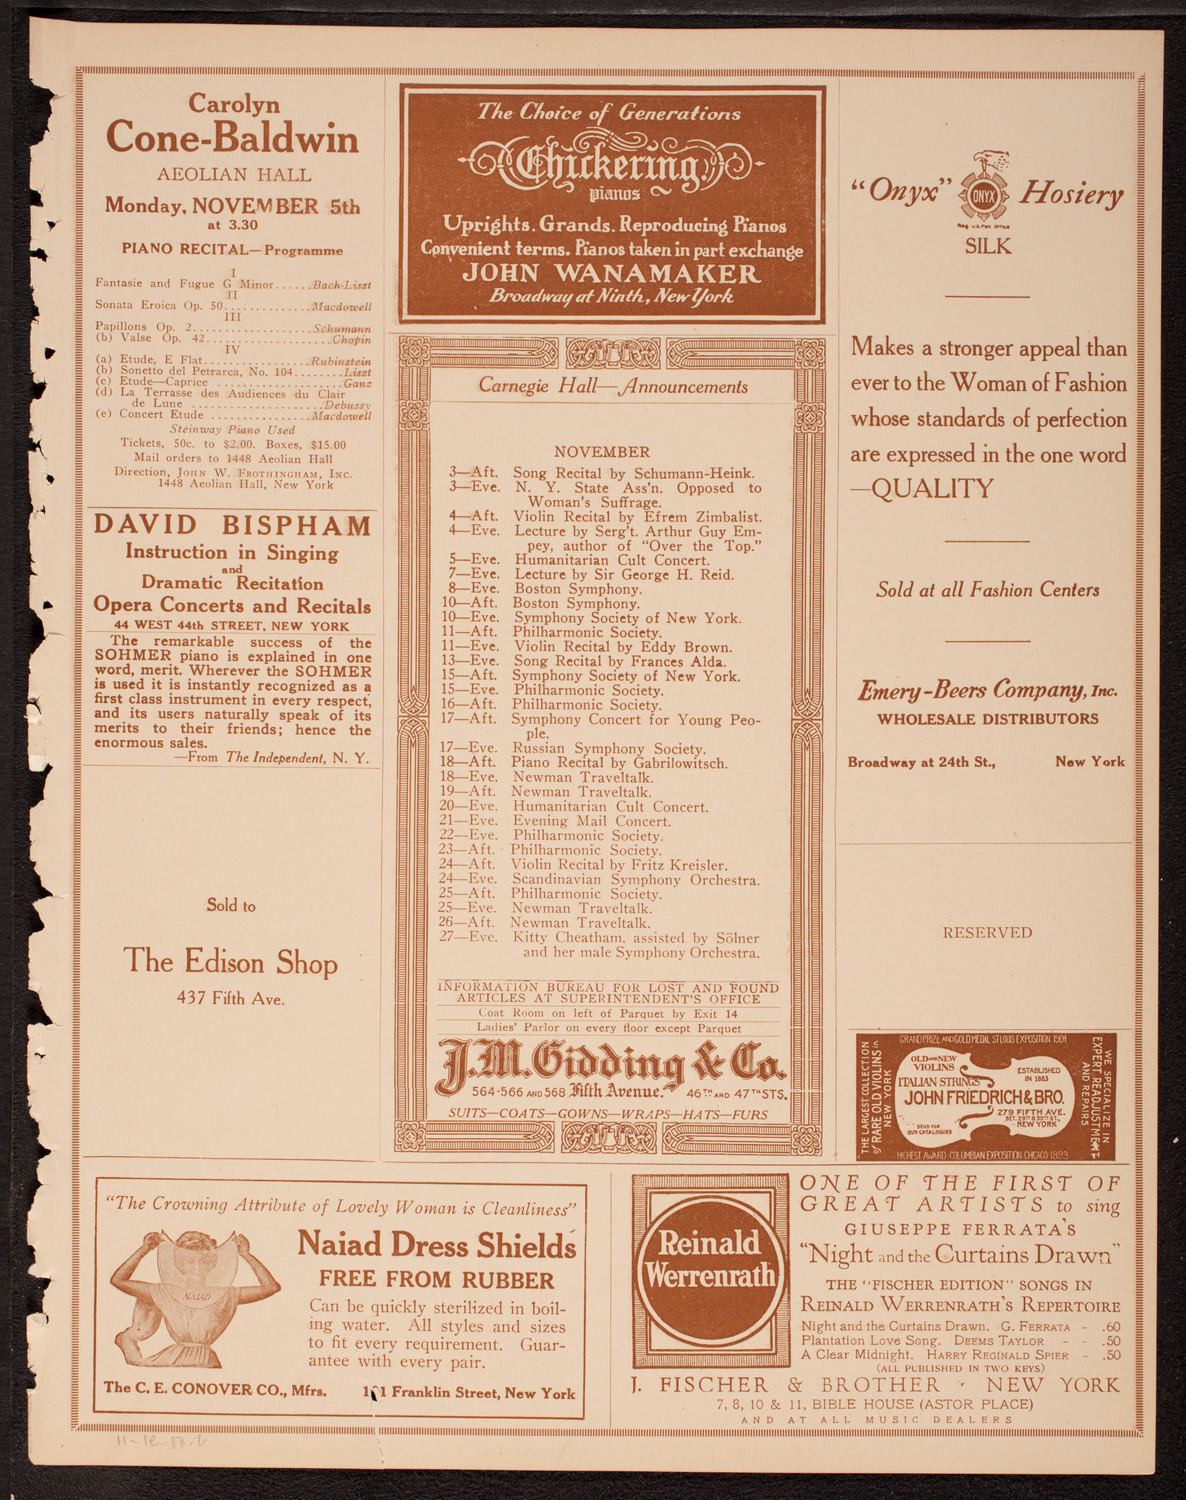 Carolyn
Cone-Baldwin
AEOLIAN HALL
Monday, NOVEMBER 5th
at 3.30
PIANO RECITAL—Programme
I
Fantasie and Fugue G Minor......Bach-Liszt
II
Sonata Eroica Op. 50..............Macdowell
III
Papillons Op. 2...................Schumann
(b) Valse Op. 42....................Chopin
IV
(a) Etude, E Flat.................Rubinstein
(b) Sonetto del Petrarca, No. 104........Liszt
(c) Etude—Caprice ....................Ganz
(d) La Terrasse des Audiences du Clair
de Lune .....................Debussy
(e) Concert Etude ................Macdowell
Steinway Piano Used
Tickets, 50c. to $2.00. Boxes, $15.00
Mail orders to 1448 Aeolian Hall
Direction, JOHN W. FROTHINGHAM, INC.
1448 Aeolian Hall, New York
DAVID BISPHAM
Instruction in Singing
and
Dramatic Recitation
Opera Concerts and Recitals
44 WEST 44th STREET, NEW YORK
The remarkable success of the
SOHMER piano is explained in one
word, merit. Wherever the SOHMER
is used it is instantly recognized as a
first class instrument in every respect,
and its users naturally speak of its
merits to their friends; hence the
enormous sales.
—From The Independent, N. Y.
Sold to
The Edison Shop
437 Fifth Ave.
The Choice of Generations
Chickering
pianos
Uprights. Grands. Reproducing Pianos
Convenient terms. Pianos taken in part exchange
JOHN WANAMAKER
Broadway at Ninth, New York
Carnegie Hall—Announcements
NOVEMBER
3—Aft. Song Recital by Schumann-Heink.
3—Eve. N. Y. State Ass'n. Opposed to
Woman's Suffrage.
4—Aft. Violin Recital by Efrem Zimbalist.
4—Eve. Lecture by Serg't. Arthur Guy Em-
pey, author of "Over the Top."
5—Eve. Humanitarian Cult Concert.
7—Eve. Lecture by Sir George H. Reid.
8—Eve. Boston Symphony.
10—Aft. Boston Symphony.
10—Eve. Symphony Society of New York.
11—Aft. Philharmonic Society.
11—Eve. Violin Recital by Eddy Brown.
13—Eve. Song Recital by Frances Alda.
15—Aft. Symphony Society of New York.
15—Eve. Philharmonic Society.
16—Aft. Philharmonic Society.
17—Aft. Symphony Concert for Young Peo-
ple.
17—Eve. Russian Symphony Society.
18—Aft. Piano Recital by Gabrilowitsch.
18—Eve. Newman Traveltalk.
19—Aft. Newman Traveltalk.
20—Eve. Humanitarian Cult Concert.
21—Eve. Evening Mail Concert.
22—Eve. Philharmonic Society.
23—Aft. Philharmonic Society.
24—Aft. Violin Recital by Fritz Kreisler.
24—Eve. Scandinavian Symphony Orchestra.
25—Aft. Philharmonic Society.
25—Eve. Newman Traveltalk.
26—Aft. Newman Traveltalk.
27—Eve. Kitty Cheatham, assisted by Sölner
and her male Symphony Orchestra.
INFORMATION BUREAU FOR LOST AND FOUND
ARTICLES AT SUPERINTENDENT'S OFFICE
Coat Room on left of Parquet by Exit 14
Ladies' Parlor on every floor except Parquet
J. M. Gidding & Co.
564-566 AND 568 Fifth Avenue. 46TH AND 47TH STS.
SUITS—COATS—GOWNS—WRAPS—HATS—FURS
"Onyx" ONYX Hosiery
Reg. U.S. Pat. Office
SILK
Makes a stronger appeal than
ever to the Woman of Fashion
whose standards of perfection
are expressed in the one word
—QUALITY
Sold at all Fashion Centers
Emery-Beers Company, Inc.
WHOLESALE DISTRIBUTORS
Broadway at 24th St., New York
RESERVED
GRAND PRIZE AND GOLD MEDAL ST LOUIS EXPOSITION 1904
THE LARGEST COLLECTION
of RARE OLD VIOLINS in
NEW YORK
OLD AND NEW
VIOLINS
ITALIAN STRINGS
ESTABLISHED
IN 1883
JOHN FRIEDRICH & BRO.
279 FIFTH AVE.
BET. 29TH & 30TH ST.
NEW YORK
SEND FOR
OUR CATALOGUES
WE SPECIALIZE IN
EXPERT READJUSTMENT
AND REPAIRS
HIGHEST AWARD COLUMBIAN EXPOSITION CHICAGO 1893
"The Crowning Attribute of Lovely Woman is Cleanliness"
NAIAD
Naiad Dress Shields
FREE FROM RUBBER
Can be quickly sterilized in boil-
ing water. All styles and sizes
to fit every requirement. Guar-
antee with every pair.
The C. E. CONOVER CO., Mfrs. 101 Franklin Street, New York
Reinald
Werrenrath
ONE OF THE FIRST OF
GREAT ARTISTS to sing
GIUSEPPE FERRATA'S
"Night and the Curtains Drawn"
THE "FISCHER EDITION" SONGS IN
REINALD WERRENRATH'S REPERTOIRE
Night and the Curtains Drawn. G. FERRATA - .60
Plantation Love Song. DEEMS TAYLOR - - .50
A Clear Midnight. HARRY REGINALD SPIER - .50
(ALL PUBLISHED IN TWO KEYS)
J. FISCHER & BROTHER · NEW YORK
7, 8, 10 & 11, BIBLE HOUSE (ASTOR PLACE)
AND AT ALL MUSIC DEALERS